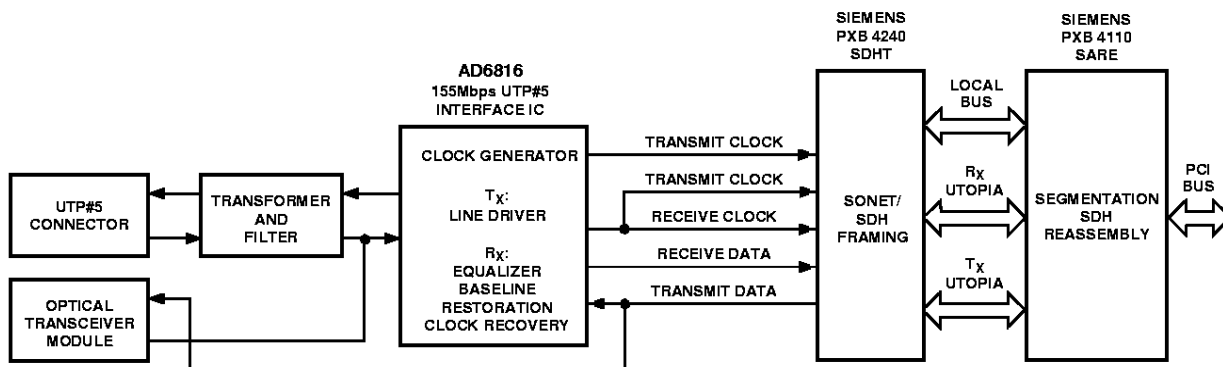 SIEMENS
PXB 4240
SDHT
SIEMENS
PXB 4110
SARE
AD6816
155Mbps UTP#5
INTERFACE IC
LOCAL
BUS
CLOCK GENERATOR
TRANSMIT CLOCK
PCI
BUS
UTP#5
CONNECTOR
TRANSFORMER
AND
FILTER
TX:
LINE DRIVER
TRANSMIT CLOCK
RECEIVE CLOCK
SONET/
SDH
FRAMING
RX
UTOPIA
SEGMENTATION
SDH
REASSEMBLY
RX:
EQUALIZER
BASELINE
RESTORATION
CLOCK RECOVERY
RECEIVE DATA
TRANSMIT DATA
TX
UTOPIA
OPTICAL
TRANSCEIVER
MODULE